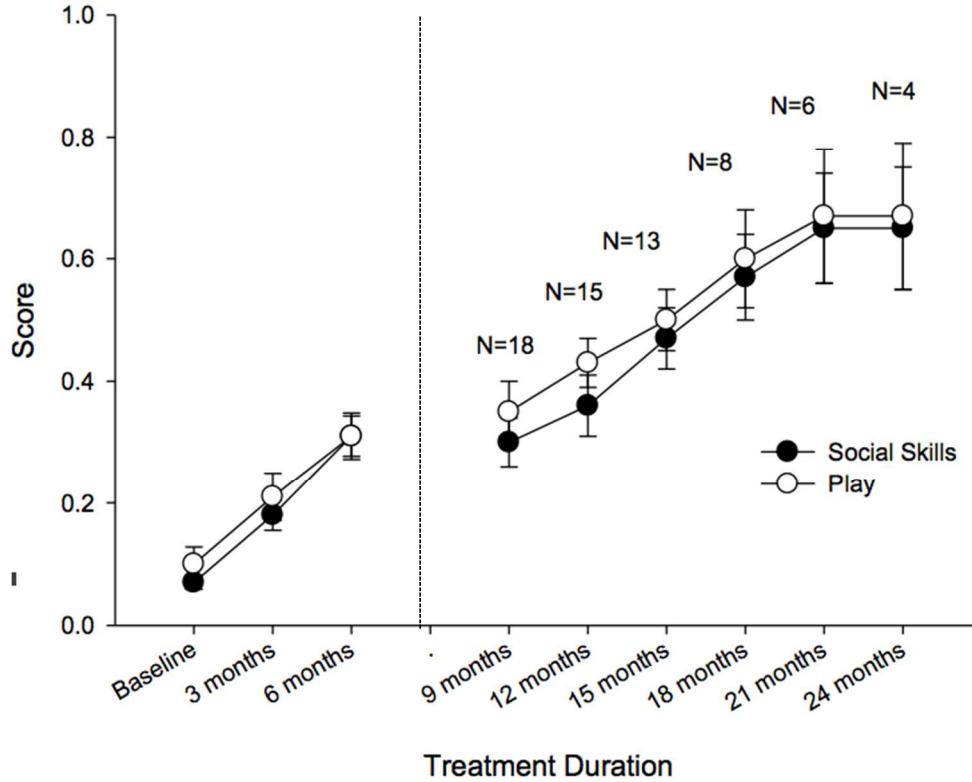 1.0
0.8
0.6
0.4
0.2
0.0
Score
N=18
N=15
N=13
N=8
N=6
N=4
Social Skills
Play
Baseline
3 months
6 months
.
9 months
12 months
15 months
18 months
21 months
24 months
Treatment Duration